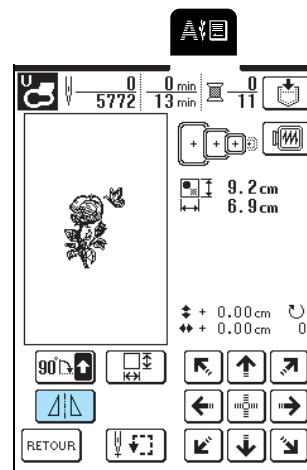 A
U
0 0 min 0
5772 13 min 11
9.2 cm
6.9 cm
+ 0.00 cm
+ 0.00 cm 0
90°
RETOUR